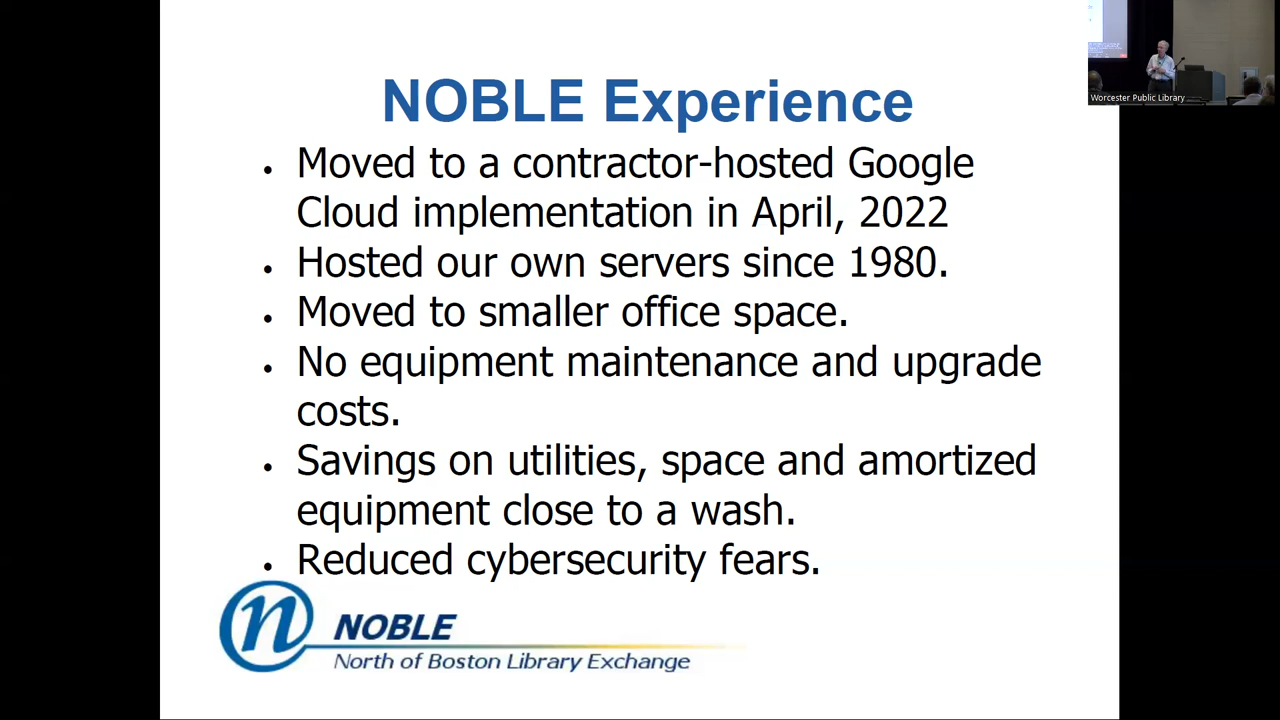 NOBLE Experience
Worcester Public Library
• Moved to a contractor-hosted Google
Cloud implementation in April, 2022
• Hosted our own servers since 1980.
• Moved to smaller office space.
• No equipment maintenance and upgrade
costs.
• Savings on utilities, space and amortized
equipment close to a wash.
• Reduced cybersecurity fears.
n NOBLE
North of Boston Library Exchange